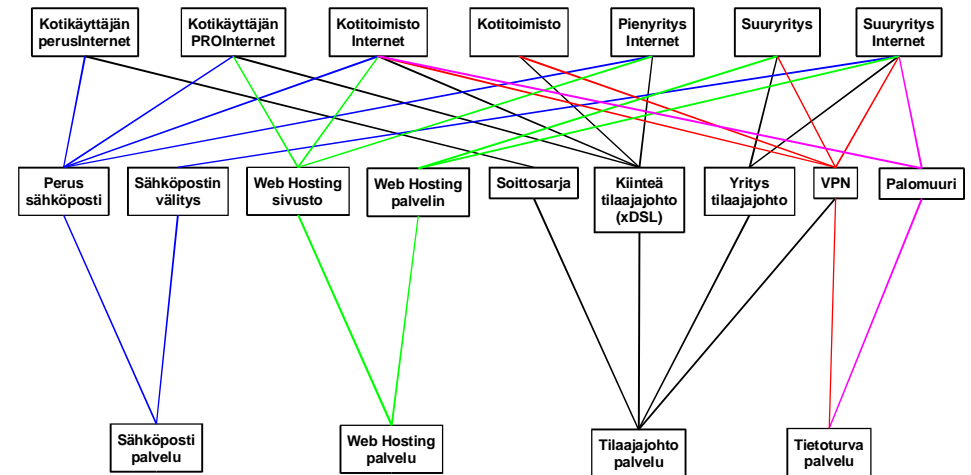 Kotikäyttäjän
perusInternet
Kotikäyttäjän
PROInternet
Kotitoimisto
Internet
Kotitoimisto
Pienyritys
Internet
Suuryritys
Suuryritys
Internet
Perus
sähköposti
Sähköpostin
välitys
Web Hosting
sivusto
Web Hosting
palvelin
Soittosarja
Kiinteä
tilaajajohto
(xDSL)
Yritys
tilaajajohto
VPN
Palomuuri
Sähköposti
palvelu
Web Hosting
palvelu
Tilaajajohto
palvelu
Tietoturva
palvelu